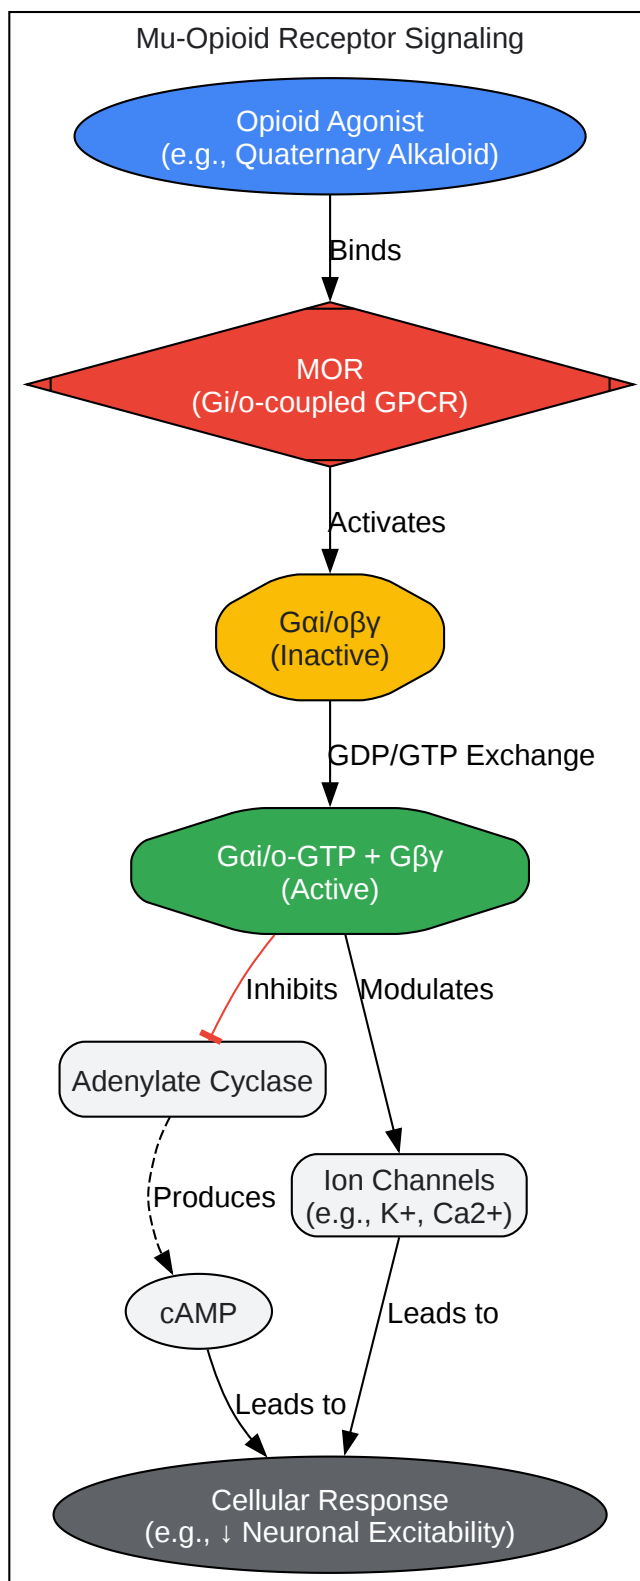 Mu-Opioid Receptor Signaling
Opioid Agonist
(e.g., Quaternary Alkaloid)
Binds
MOR
(Gi/o-coupled GPCR)
Activates
Gαi/oβγ
(Inactive)
GDP/GTP Exchange
Gαi/o-GTP + Gβγ
(Active)
Inhibits
Modulates
Adenylate Cyclase
Ion Channels
(e.g., K+, Ca2+)
Produces
cAMP
Leads to
Leads to
Cellular Response
(e.g., ↓ Neuronal Excitability)